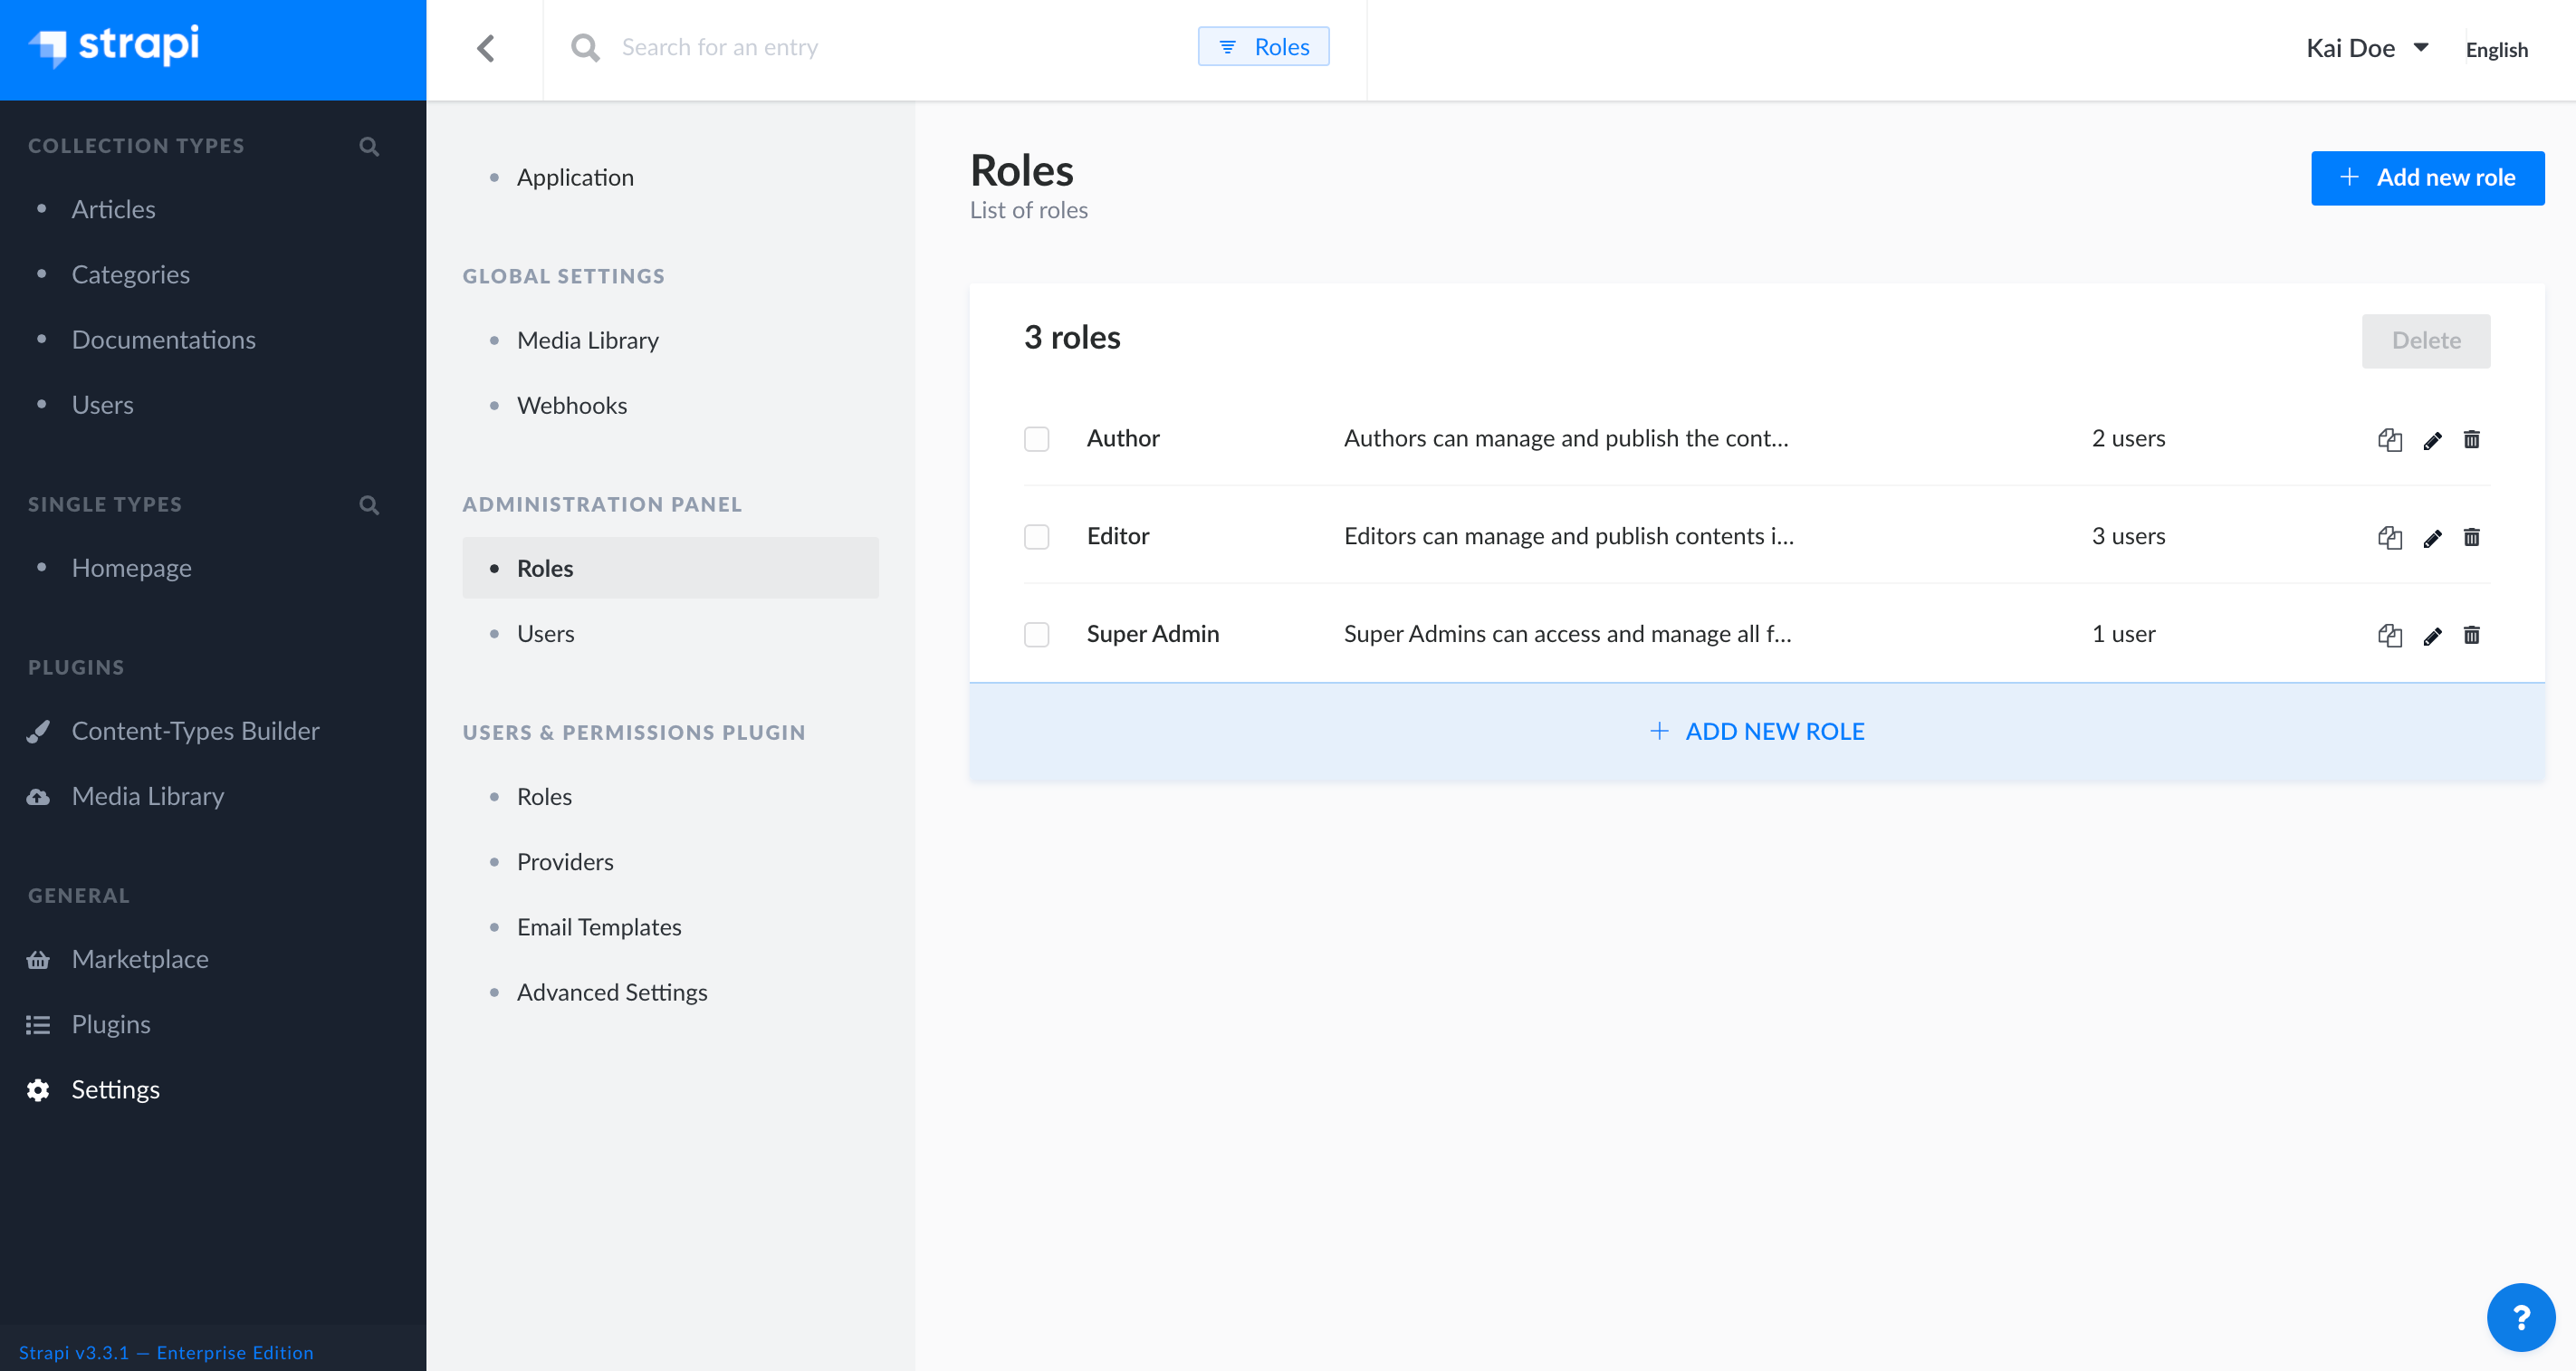 strapi
Search for an entry
Roles
Kai Doe
English
COLLECTION TYPES
Articles
Categories
Documentations
Users
SINGLE TYPES
Homepage
PLUGINS
Content-Types Builder
Media Library
GENERAL
Marketplace
Plugins
Settings
Strapi v3.3.1 — Enterprise Edition
Application
GLOBAL SETTINGS
Media Library
Webhooks
ADMINISTRATION PANEL
Roles
Users
USERS & PERMISSIONS PLUGIN
Roles
Providers
Email Templates
Advanced Settings
Roles
List of roles
Add new role
3 roles
Delete
Author Authors can manage and publish the cont... 2 users
Editor Editors can manage and publish contents i... 3 users
Super Admin Super Admins can access and manage all f... 1 user
ADD NEW ROLE
?